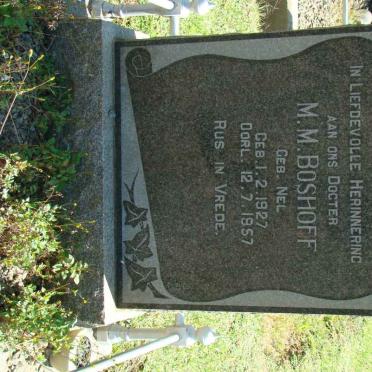 IN LIEFDEVOLLE HERINNERING
AAN ONS DOCTER
M. M. BOSHOFF
GEB. NEL
GEB. 1. 2. 1927
OORL. 12. 7. 1957
RUS IN VREDE.